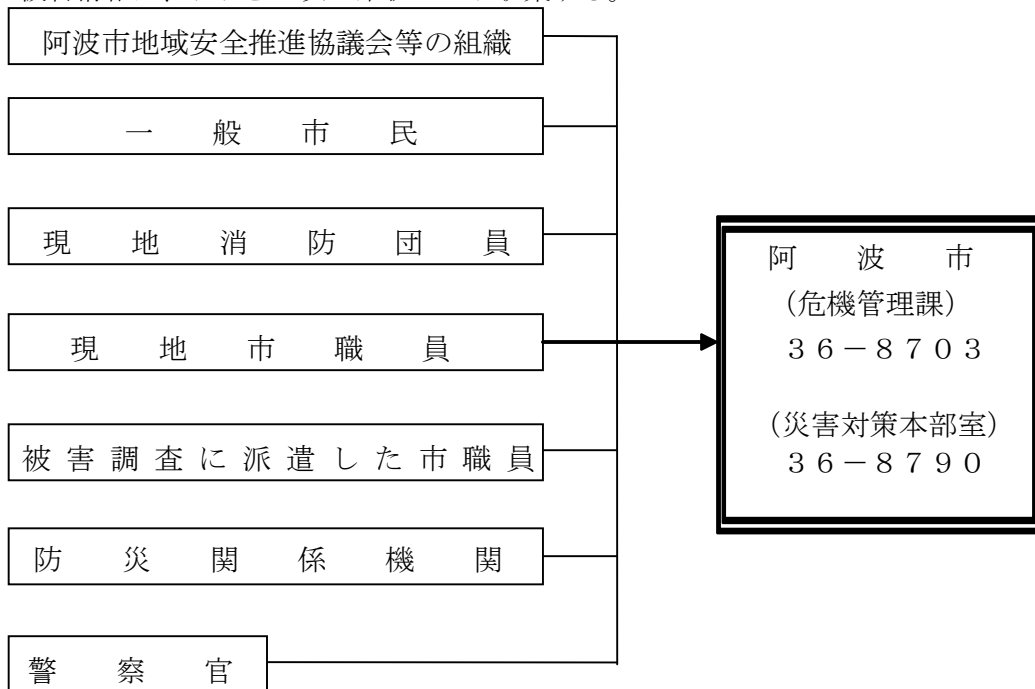 阿波市地域安全推進協議会等の組織
一般市民
現地消防団員
現地市職員
被害調査に派遣した市職員
防災関係機関
警察官
阿波市
（危機管理課）
３６－８７０３
（災害対策本部室）
３６－８７９０